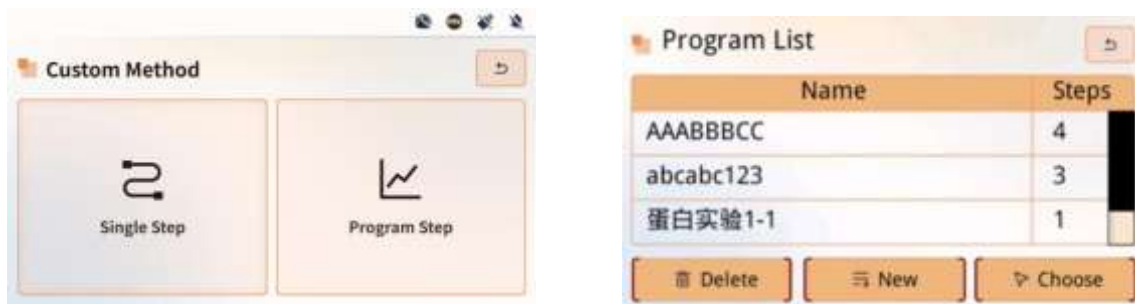 Custom Method
Single Step
Program Step
Program List
Name Steps
AAABBBCC 4
abcabc123 3
蛋白实验1-1 1
Delete New Choose